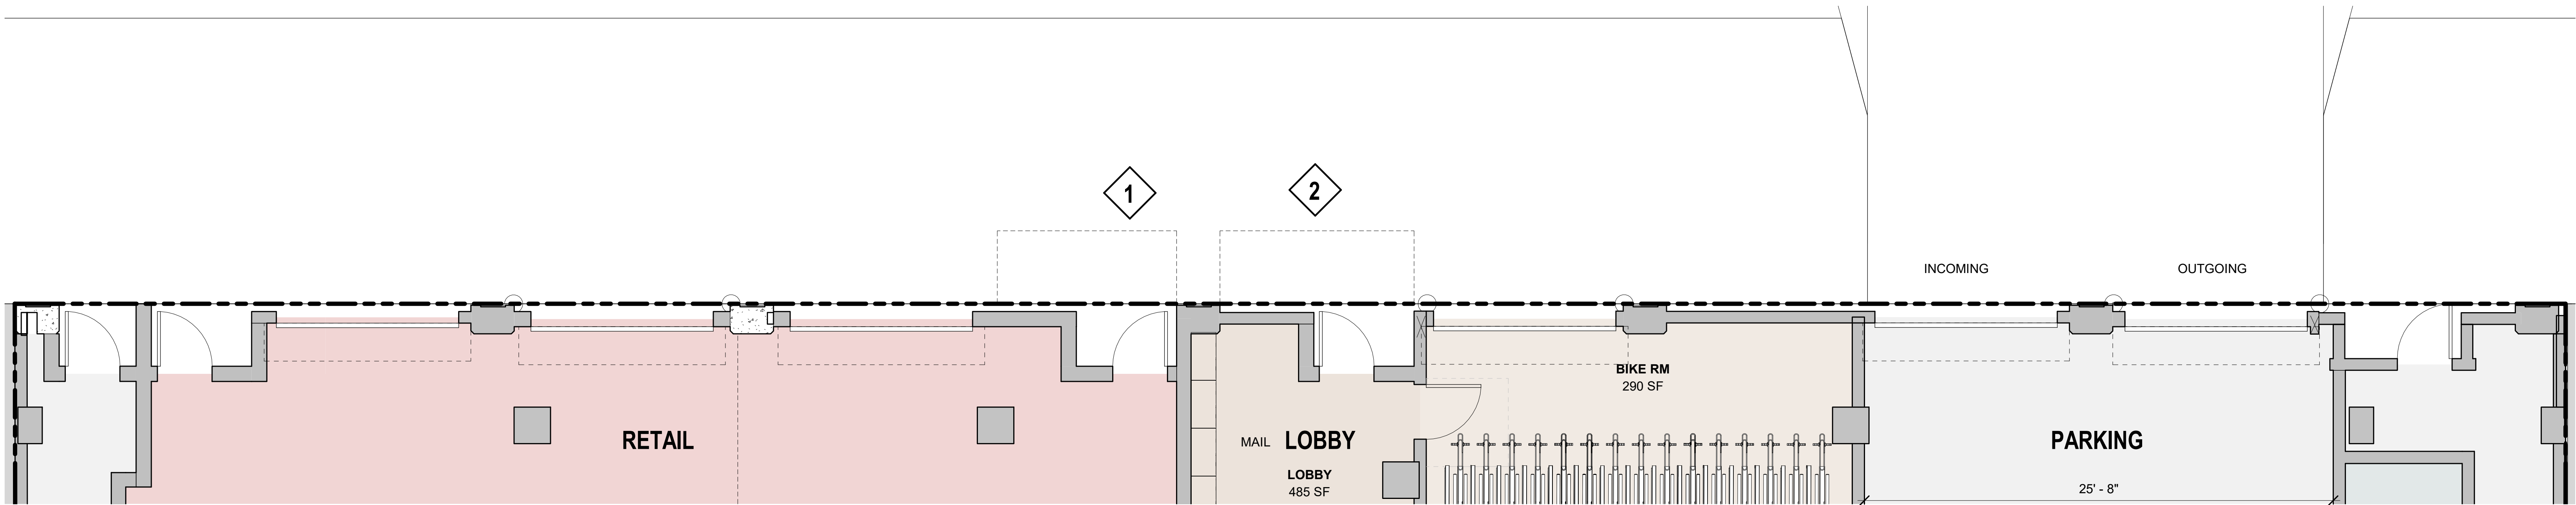 1
2
INCOMING
OUTGOING
BIKE RM
290 SF
RETAIL
MAIL
LOBBY
PARKING
LOBBY
485 SF
25' - 8"